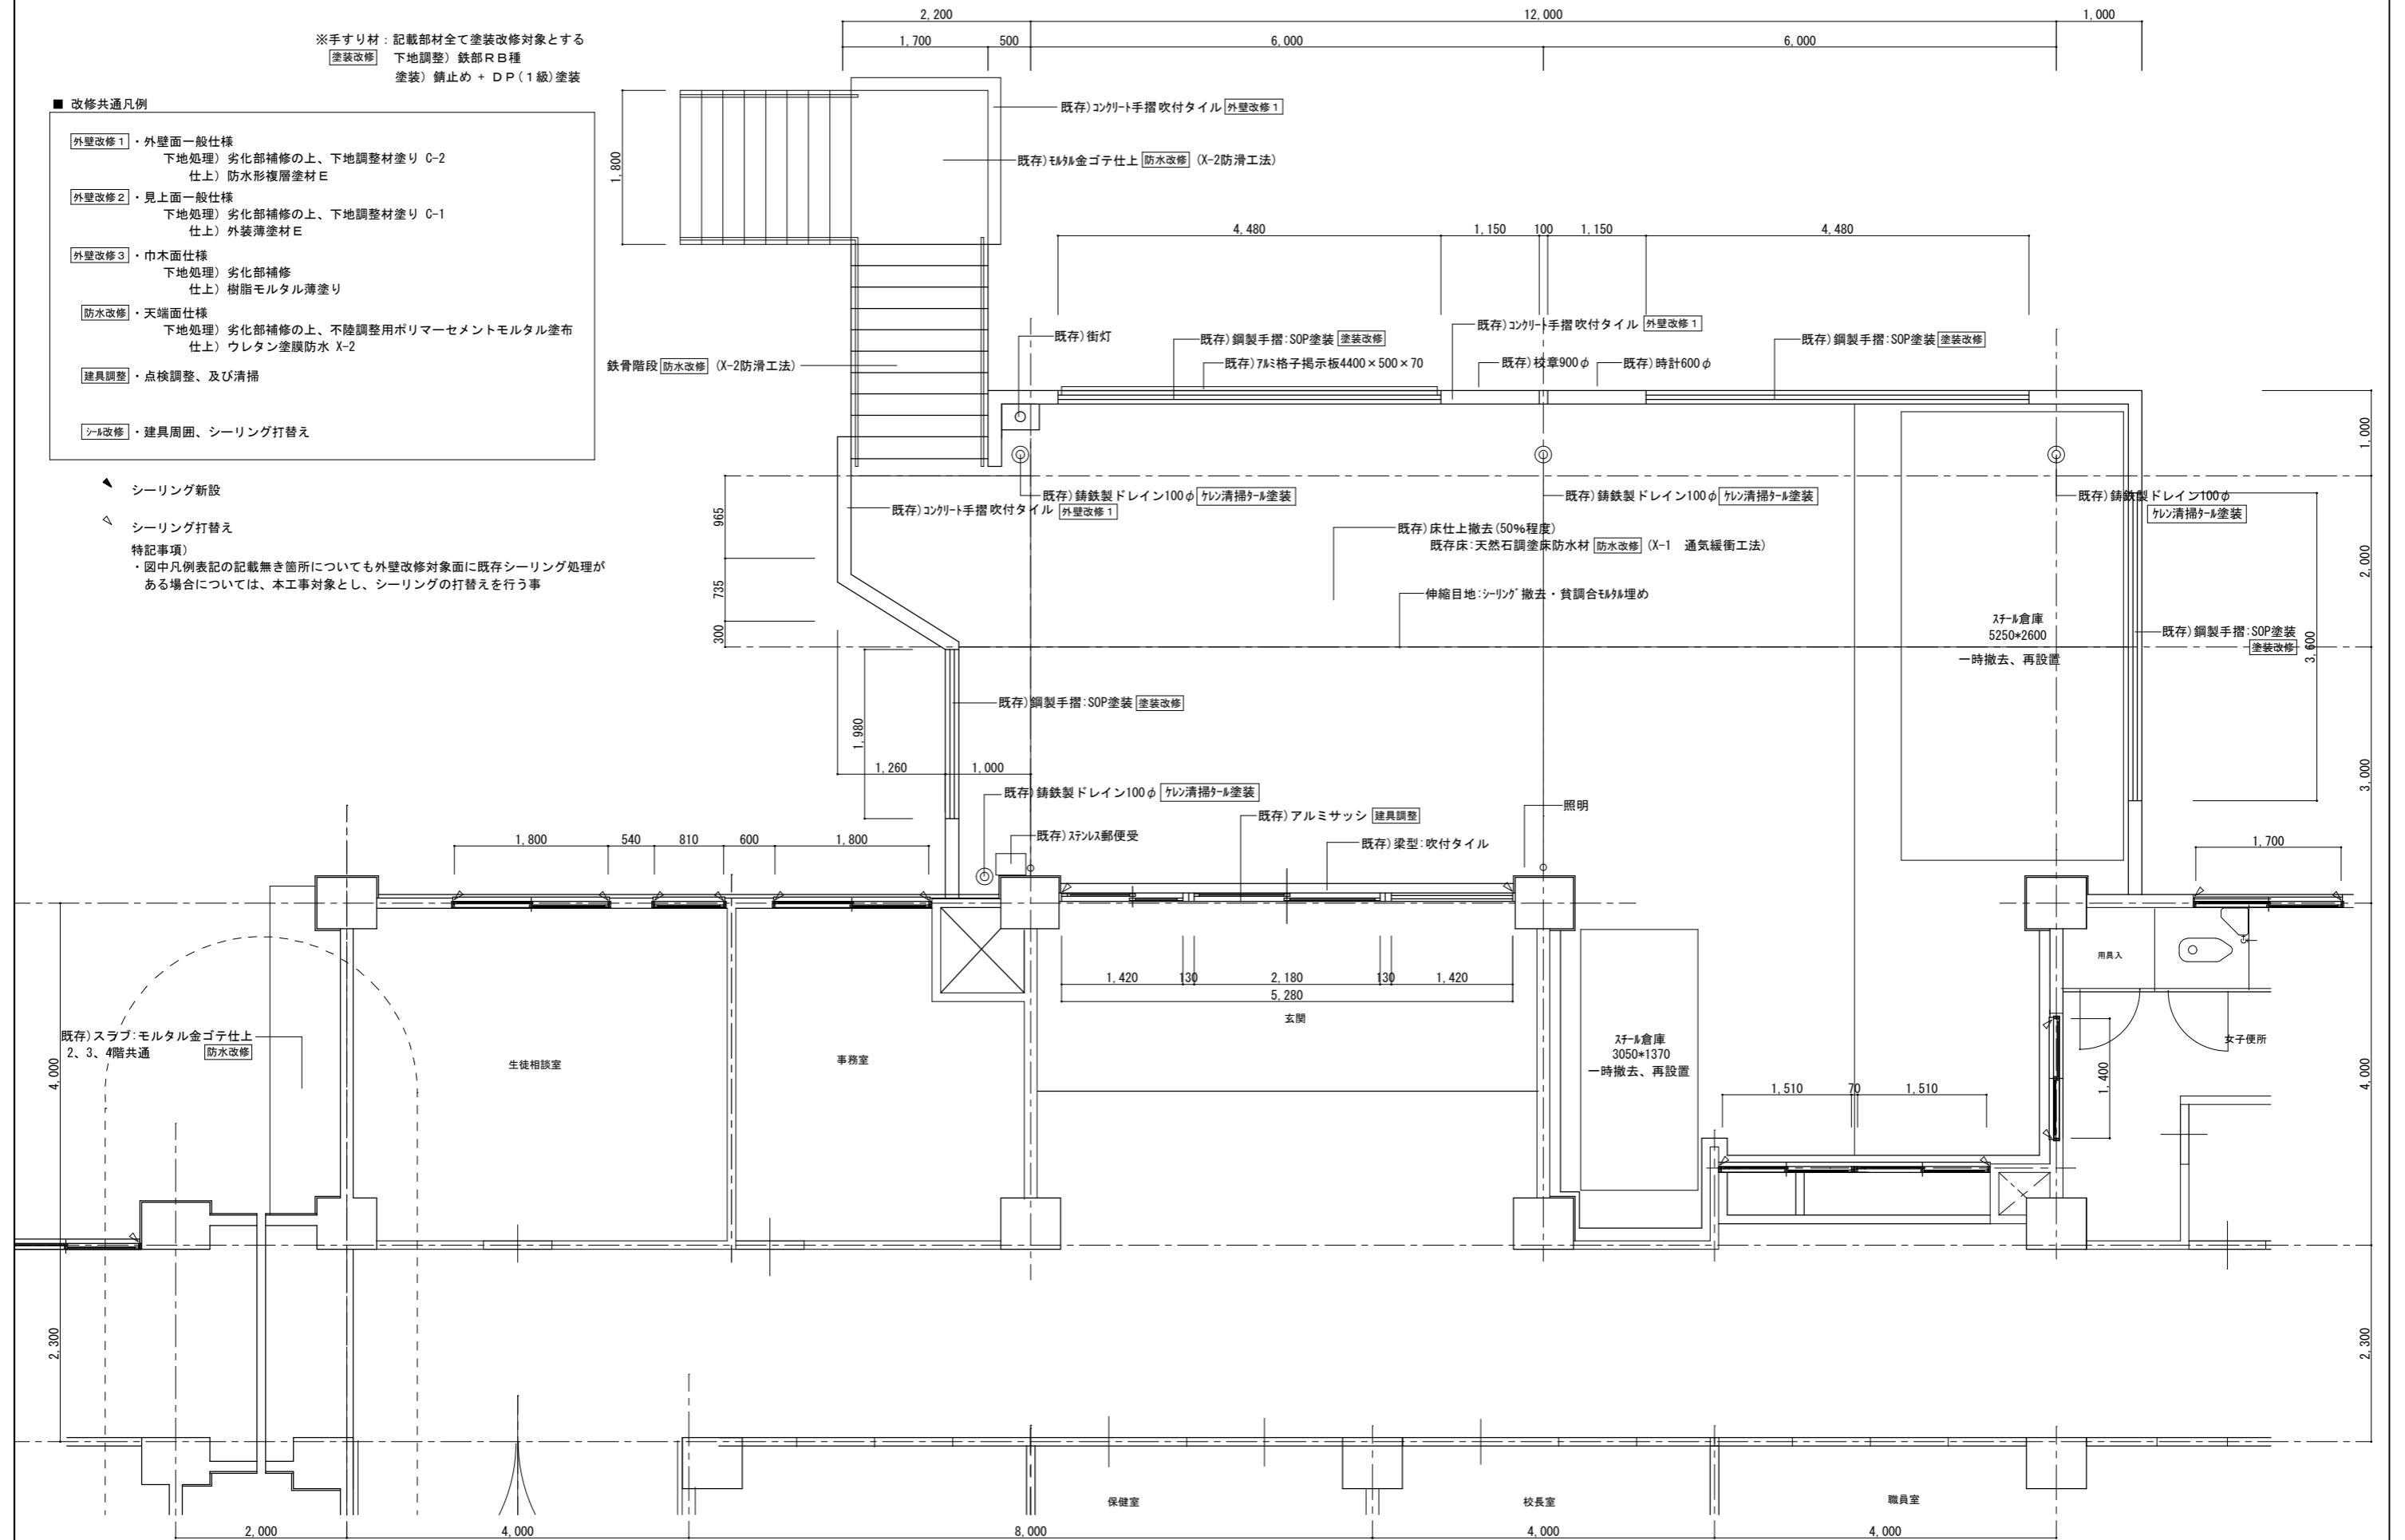 2,200
12,000
1,000
1,700
500
6,000
6,000
※手すり材：記載部材全て塗装改修対象とする
塗装改修 下地調整）鉄部ＲＢ種
塗装）錆止め + ＤＰ(１級)塗装
■ 改修共通凡例
外壁改修１・外壁面一般仕様
下地処理）劣化部補修の上、下地調整材塗り C-2
仕上）防水形複層塗材Ｅ
外壁改修２・見上面一般仕様
下地処理）劣化部補修の上、下地調整材塗り C-1
仕上）外装薄塗材Ｅ
外壁改修３・巾木面仕様
下地処理）劣化部補修
仕上）樹脂モルタル薄塗り
防水改修・天端面仕様
下地処理）劣化部補修の上、不陸調整用ポリマーセメントモルタル塗布
仕上）ウレタン塗膜防水 X-2
建具調整・点検調整、及び清掃
ｼｰﾙ改修・建具周囲、シーリング打替え
シーリング新設
シーリング打替え
特記事項）
・図中凡例表記の記載無き箇所についても外壁改修対象面に既存シーリング処理が
ある場合については、本工事対象とし、シーリングの打替えを行う事
1,800
既存)ｺﾝｸﾘｰﾄ手摺吹付タイル 外壁改修１
既存)ﾓﾙﾀﾙ金ゴテ仕上 防水改修 (X-2防滑工法)
4,480
1,150
100
1,150
4,480
既存)街灯
既存)鋼製手摺:SOP塗装 塗装改修
既存)ｺﾝｸﾘｰﾄ手摺吹付タイル 外壁改修１
既存)鋼製手摺:SOP塗装 塗装改修
鉄骨階段 防水改修 (X-2防滑工法)
既存)ｱﾙﾐ格子掲示板4400×500×70
既存)校章900φ
既存)時計600φ
1,000
既存)鋳鉄製ドレイン100φ ｹﾚﾝ清掃ﾀｰﾙ塗装
既存)鋳鉄製ドレイン100φ ｹﾚﾝ清掃ﾀｰﾙ塗装
既存)鋳鉄製ドレイン100φ
ｹﾚﾝ清掃ﾀｰﾙ塗装
既存)ｺﾝｸﾘｰﾄ手摺吹付タイル 外壁改修１
965
735
300
既存)床仕上撤去(50%程度)
既存床:天然石調塗床防水材 防水改修 (X-1 通気緩衝工法)
2,000
伸縮目地:ｼｰﾘﾝｸﾞ撤去・貧調合ﾓﾙﾀﾙ埋め
ｽﾁｰﾙ倉庫
5250*2600
一時撤去、再設置
既存)鋼製手摺:SOP塗装
塗装改修
3,600
既存)鋼製手摺:SOP塗装 塗装改修
1,980
1,260
1,000
3,000
既存)鋳鉄製ドレイン100φ ｹﾚﾝ清掃ﾀｰﾙ塗装
既存)アルミサッシ 建具調整
照明
既存)ｽﾃﾝﾚｽ郵便受
既存)梁型:吹付タイル
1,800
540
810
600
1,800
1,700
1,420
130
2,180
130
1,420
5,280
玄関
用具入
女子便所
既存)スラブ:モルタル金ゴテ仕上
2、3、4階共通 防水改修
4,000
生徒相談室
事務室
ｽﾁｰﾙ倉庫
3050*1370
一時撤去、再設置
1,510
70
1,510
1,400
4,000
2,300
2,300
保健室
校長室
職員室
2,000
4,000
8,000
4,000
4,000